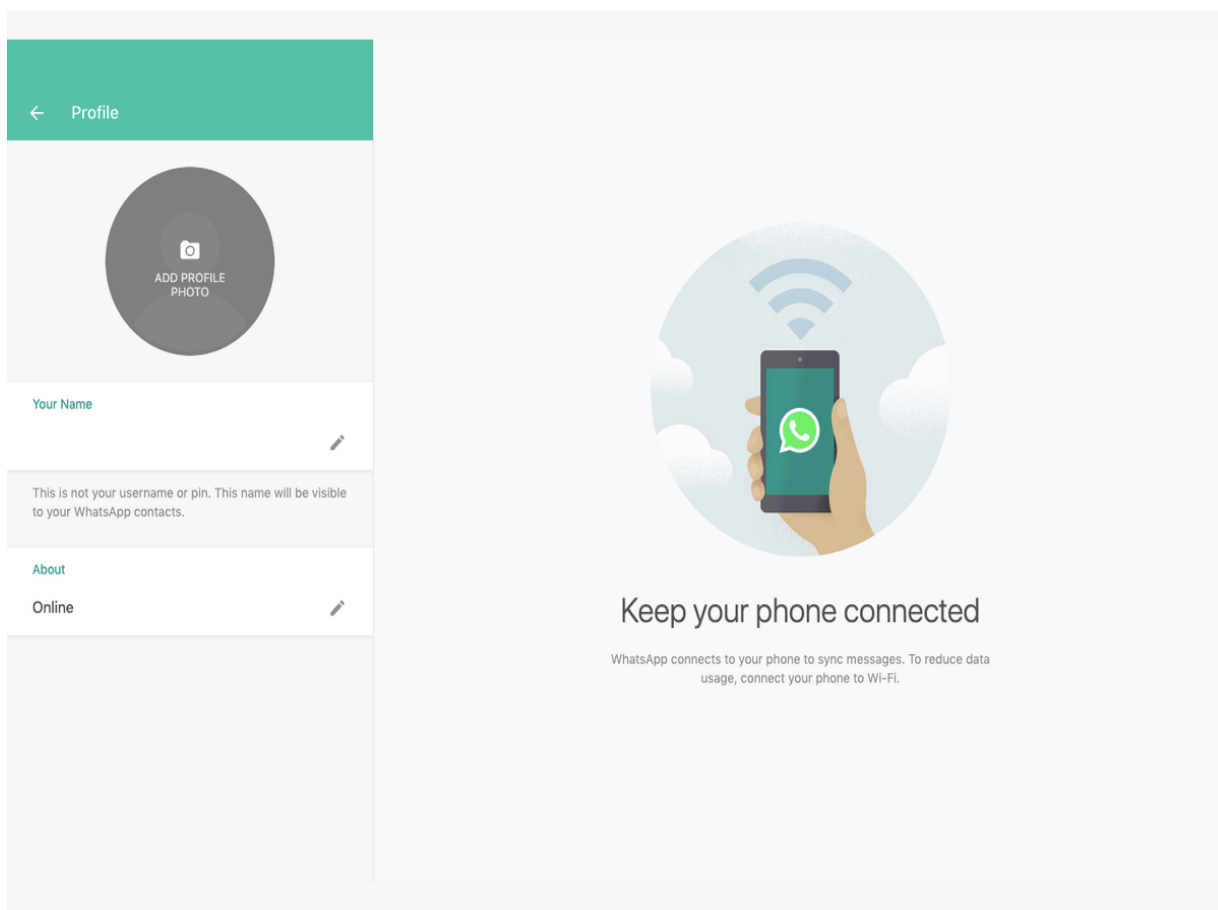 Profile
ADD PROFILE
PHOTO
Your Name
This is not your username or pin. This name will be visible
to your WhatsApp contacts.
About
Online
Keep your phone connected
WhatsApp connects to your phone to sync messages. To reduce data
usage, connect your phone to Wi-Fi.